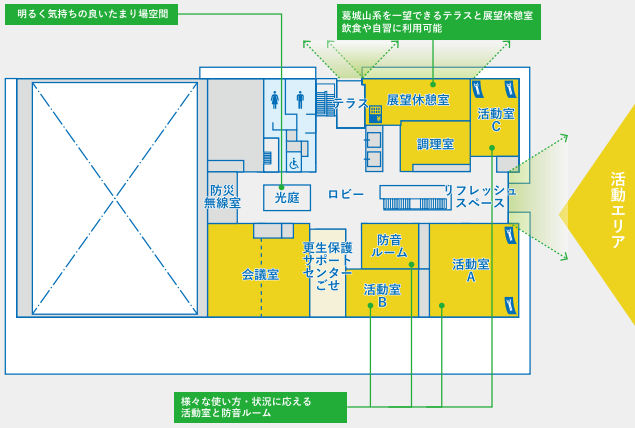 明るく気持ちの良いたまり場空間
葛城山系を一望できるテラスと展望休憩室
飲食や自習に利用可能
テラス
展望休憩室
活動室
C
調理室
防災
無線室
光庭
ロビー
リフレッシュ
スペース
活動エリア
会議室
更生保護
サポート
センター
ごせ
防音
ルーム
活動室
B
活動室
A
様々な使い方・状況に応える
活動室と防音ルーム